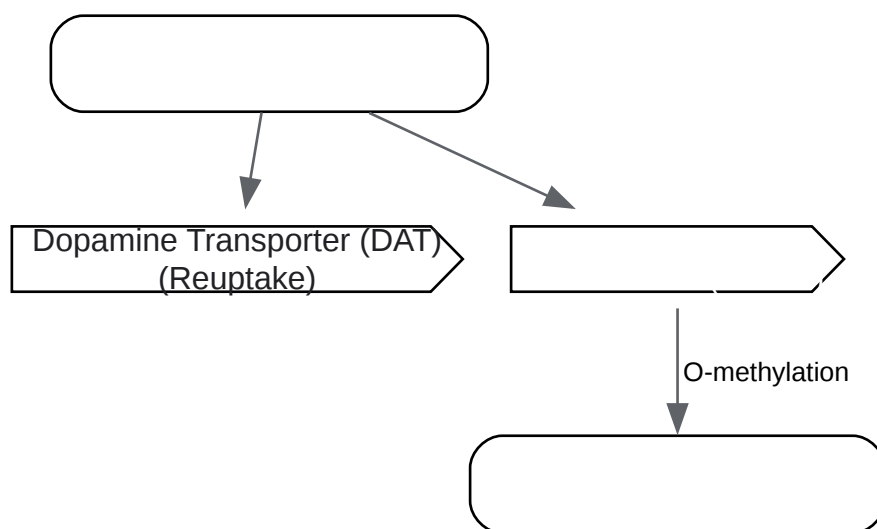 Dopamine Transporter (DAT)
(Reuptake)
O-methylation